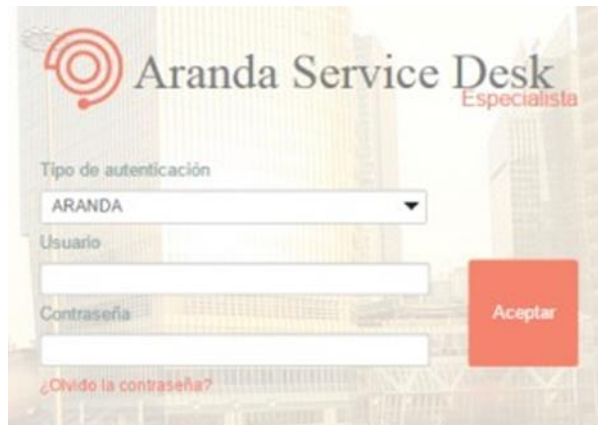 Aranda Service Desk
Especialista
Tipo de autenticación
ARANDA
Usuario
Contraseña
Aceptar
¿Olvido la contraseña?